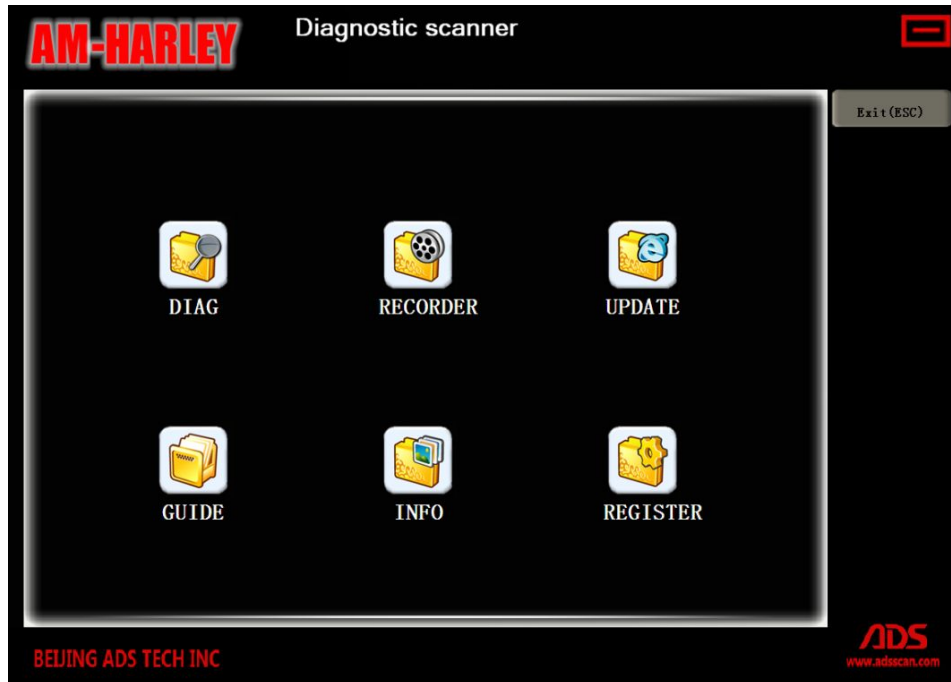 AM-HARLEY
Diagnostic scanner
Exit(ESC)
DIAG
RECORDER
UPDATE
GUIDE
INFO
REGISTER
BEIJING ADS TECH INC
ADS
www.adsscan.com